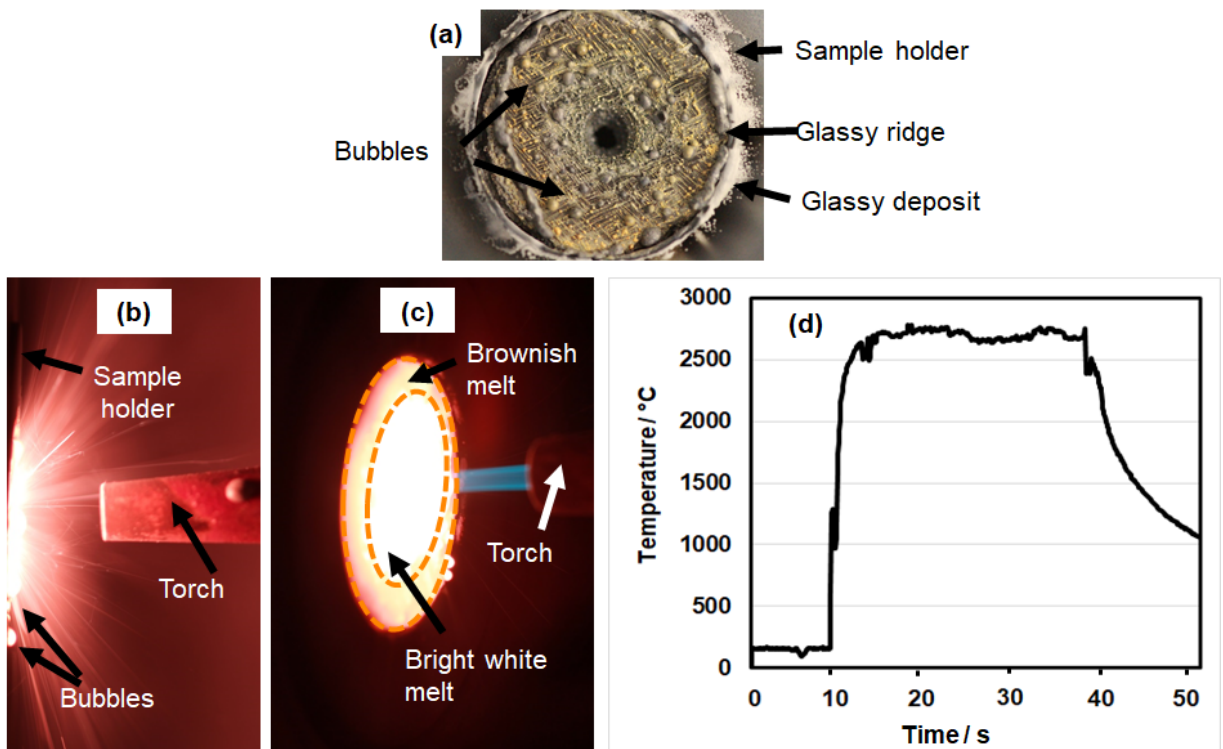 (a)
Sample holder
Glassy ridge
Bubbles
Glassy deposit
(b)
Sample
holder
Torch
Bubbles
(c)
Brownish
melt
Torch
Bright white
melt
(d)
3000
2500
2000
1500
1000
500
0
Temperature / °C
0 10 20 30 40 50
Time / s